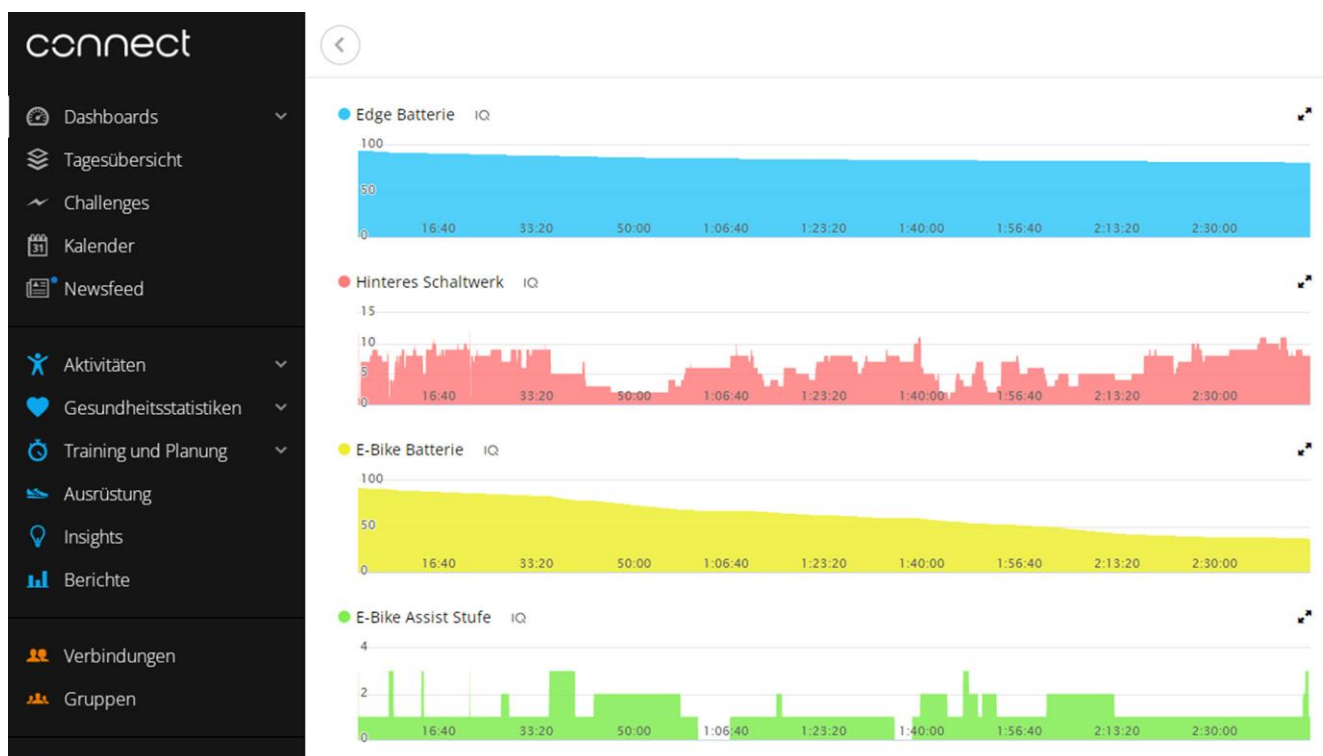 connect
Dashboards
Tagesübersicht
Challenges
31
Kalender
Newsfeed
Aktivitäten
Gesundheitsstatistiken
Training und Planung
Ausrüstung
Insights
Berichte
Verbindungen
Gruppen
Edge Batterie IQ
100
50
0 16:40 33:20 50:00 1:06:40 1:23:20 1:40:00 1:56:40 2:13:20 2:30:00
Hinteres Schaltwerk IQ
15
10
5
0 16:40 33:20 50:00 1:06:40 1:23:20 1:40:00 1:56:40 2:13:20 2:30:00
E-Bike Batterie IQ
100
50
0 16:40 33:20 50:00 1:06:40 1:23:20 1:40:00 1:56:40 2:13:20 2:30:00
E-Bike Assist Stufe IQ
4
2
0 16:40 33:20 50:00 1:06:40 1:23:20 1:40:00 1:56:40 2:13:20 2:30:00